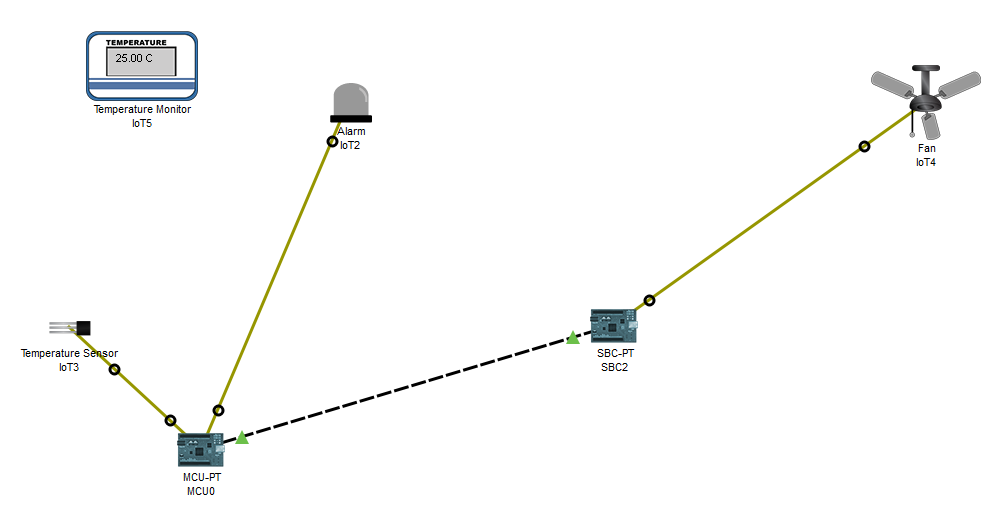 TEMPERATURE
25.00 C
Temperature Monitor
IoT5
Alarm
IoT2
Fan
IoT4
Temperature Sensor
IoT3
SBC-PT
SBC2
MCU-PT
MCU0